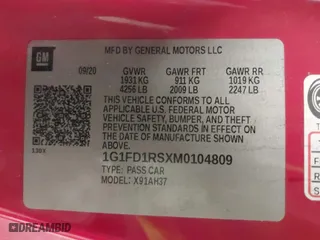 MFD BY GENERAL MOTORS LLC
GM
09/20 GVWR GAWR FRT GAWR RR
1931 KG 911 KG 1019 KG
4256 LB 2009 LB 2247 LB
THIS VEHICLE CONFORMS TO ALL
APPLICABLE U.S. FEDERAL MOTOR
VEHICLE SAFETY, BUMPER, AND
THEFT PREVENTION STANDARDS
IN EFFECT ON THE DATE OF
MANUFACTURE SHOWN ABOVE.
1G1FD1RSXM0104809
TYPE: PASS CAR
MODEL: X91AH37